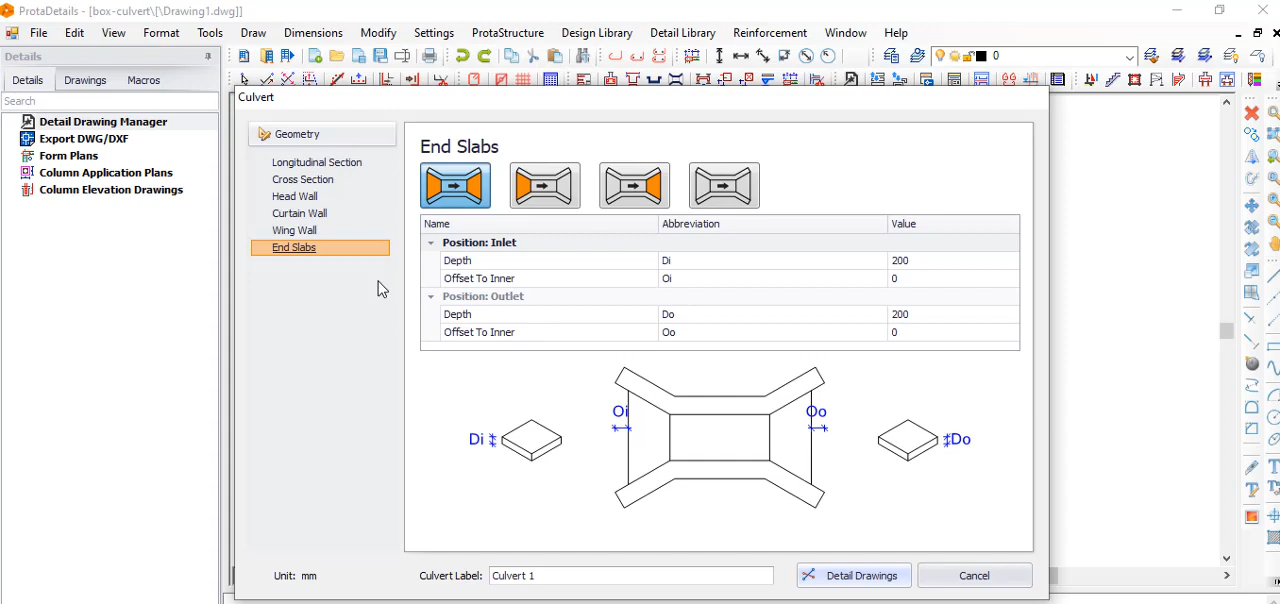 ProtaDetails - [box-culvert\[\Drawing1.dwg]]
File Edit View Format Tools Draw Dimensions Modify Settings ProtaStructure Design Library Detail Library Reinforcement Window Help
Details
0
Details Drawings Macros
Search
Detail Drawing Manager
Export DWG/DXF
Form Plans
Column Application Plans
Column Elevation Drawings
Culvert
Geometry
Longitudinal Section
Cross Section
Head Wall
Curtain Wall
Wing Wall
End Slabs
End Slabs
Name Abbreviation Value
Position: Inlet
Depth Di 200
Offset To Inner Oi 0
Position: Outlet
Depth Do 200
Offset To Inner Oo 0
Oi Oo
Di Do
Unit: mm
Culvert Label: Culvert 1
Detail Drawings Cancel